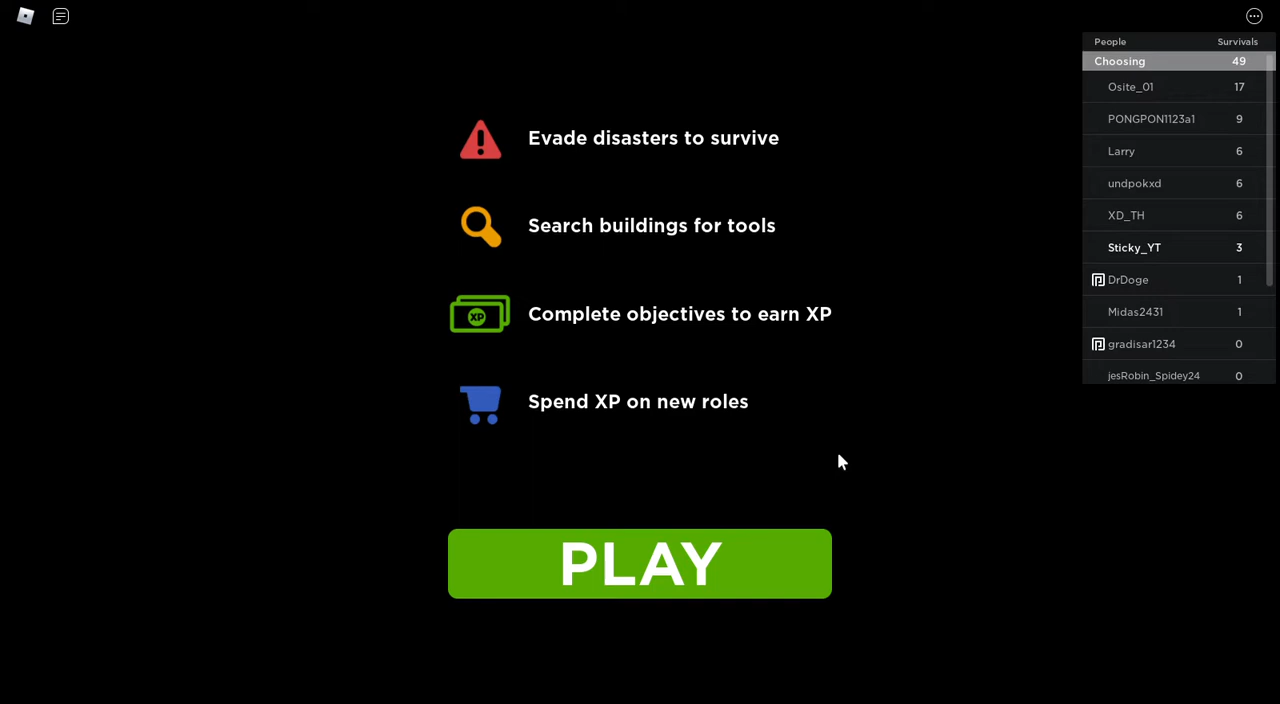 People Survivals
Choosing 49
Osite_01 17
PONGPON1123a1 9
Larry 6
undpokxd 6
XD_TH 6
Sticky_YT 3
DrDoge 1
Midas2431 1
gradisar1234 0
jesRobin_Spidey24 0
Evade disasters to survive
Search buildings for tools
XP
Complete objectives to earn XP
Spend XP on new roles
PLAY